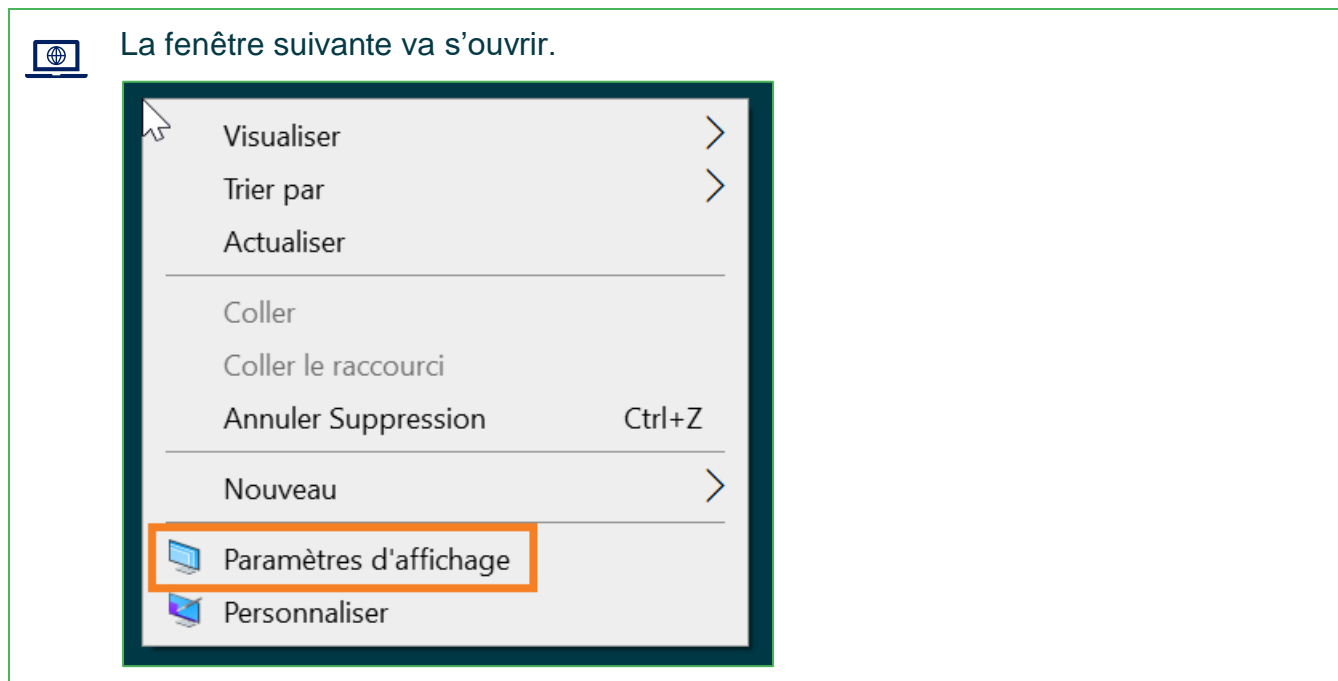 La fenêtre suivante va s’ouvrir.
Visualiser
Trier par
Actualiser
Coller
Coller le raccourci
Annuler Suppression Ctrl+Z
Nouveau
Paramètres d'affichage
Personnaliser